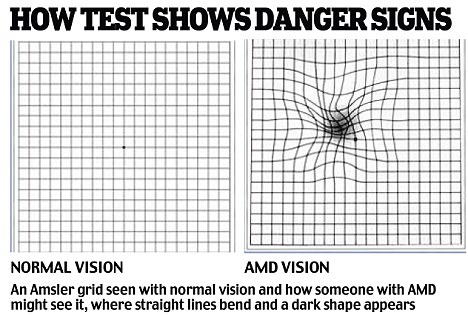 HOW TEST SHOWS DANGER SIGNS
NORMAL VISION
AMD VISION
An Amsler grid seen with normal vision and how someone with AMD
might see it, where straight lines bend and a dark shape appears